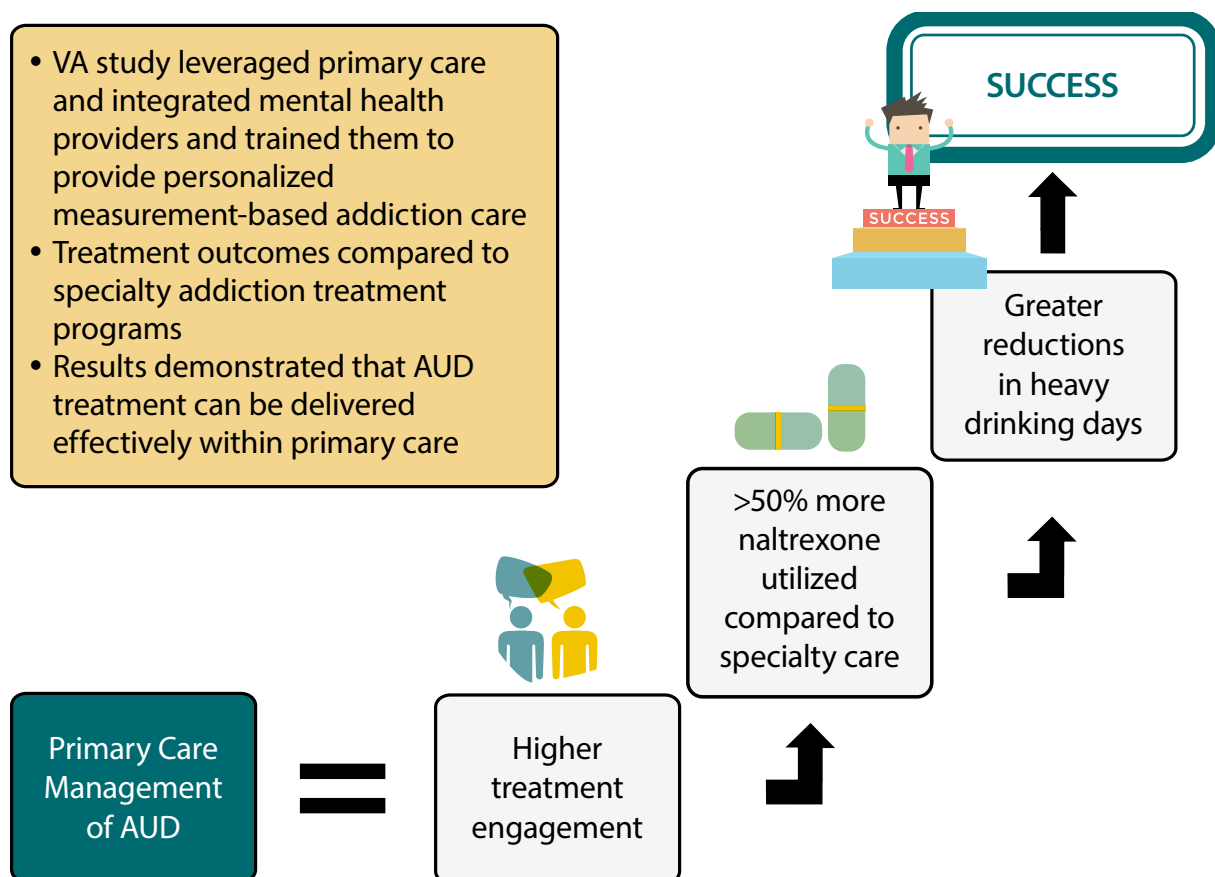 • VA study leveraged primary care
and integrated mental health
providers and trained them to
provide personalized
measurement-based addiction care
• Treatment outcomes compared to
specialty addiction treatment
programs
• Results demonstrated that AUD
treatment can be delivered
effectively within primary care
SUCCESS
SUCCESS
Greater
reductions
in heavy
drinking days
>50% more
naltrexone
utilized
compared to
specialty care
Primary Care
Management
of AUD
=
Higher
treatment
engagement